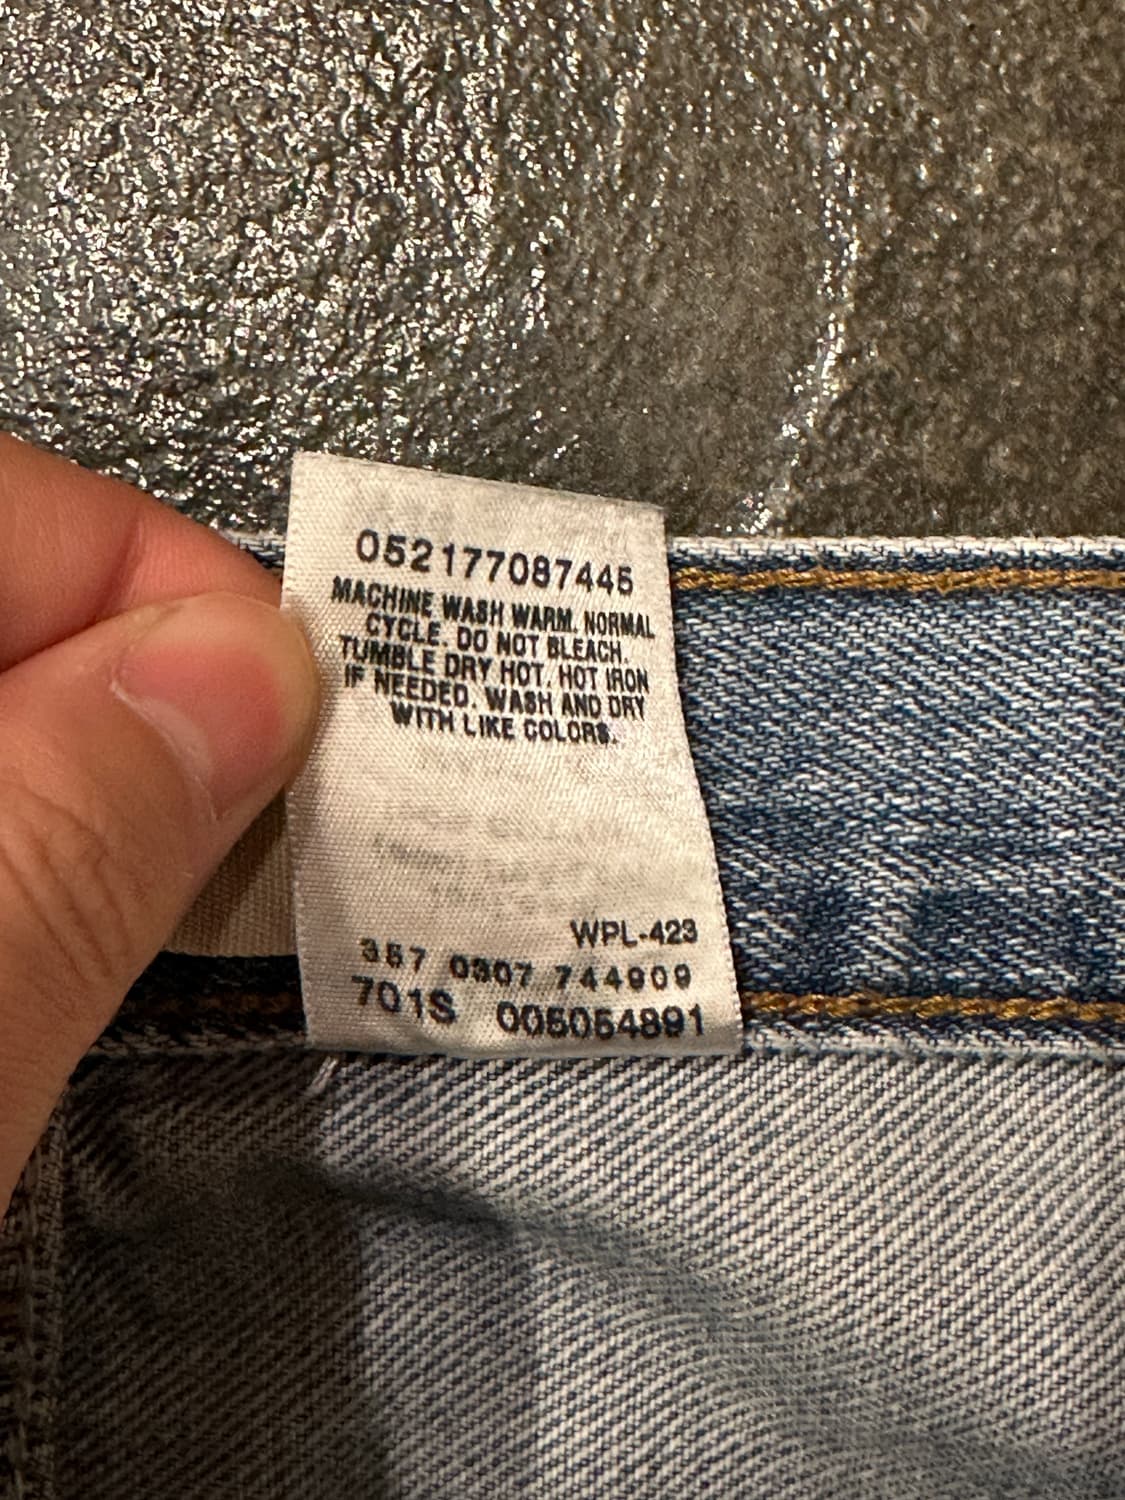 052177087445
MACHINE WASH WARM. NORMAL
CYCLE. DO NOT BLEACH.
TUMBLE DRY HOT. HOT IRON
IF NEEDED. WASH AND DRY
WITH LIKE COLORS.
WPL-423
357 0307 744909
701S 005054891